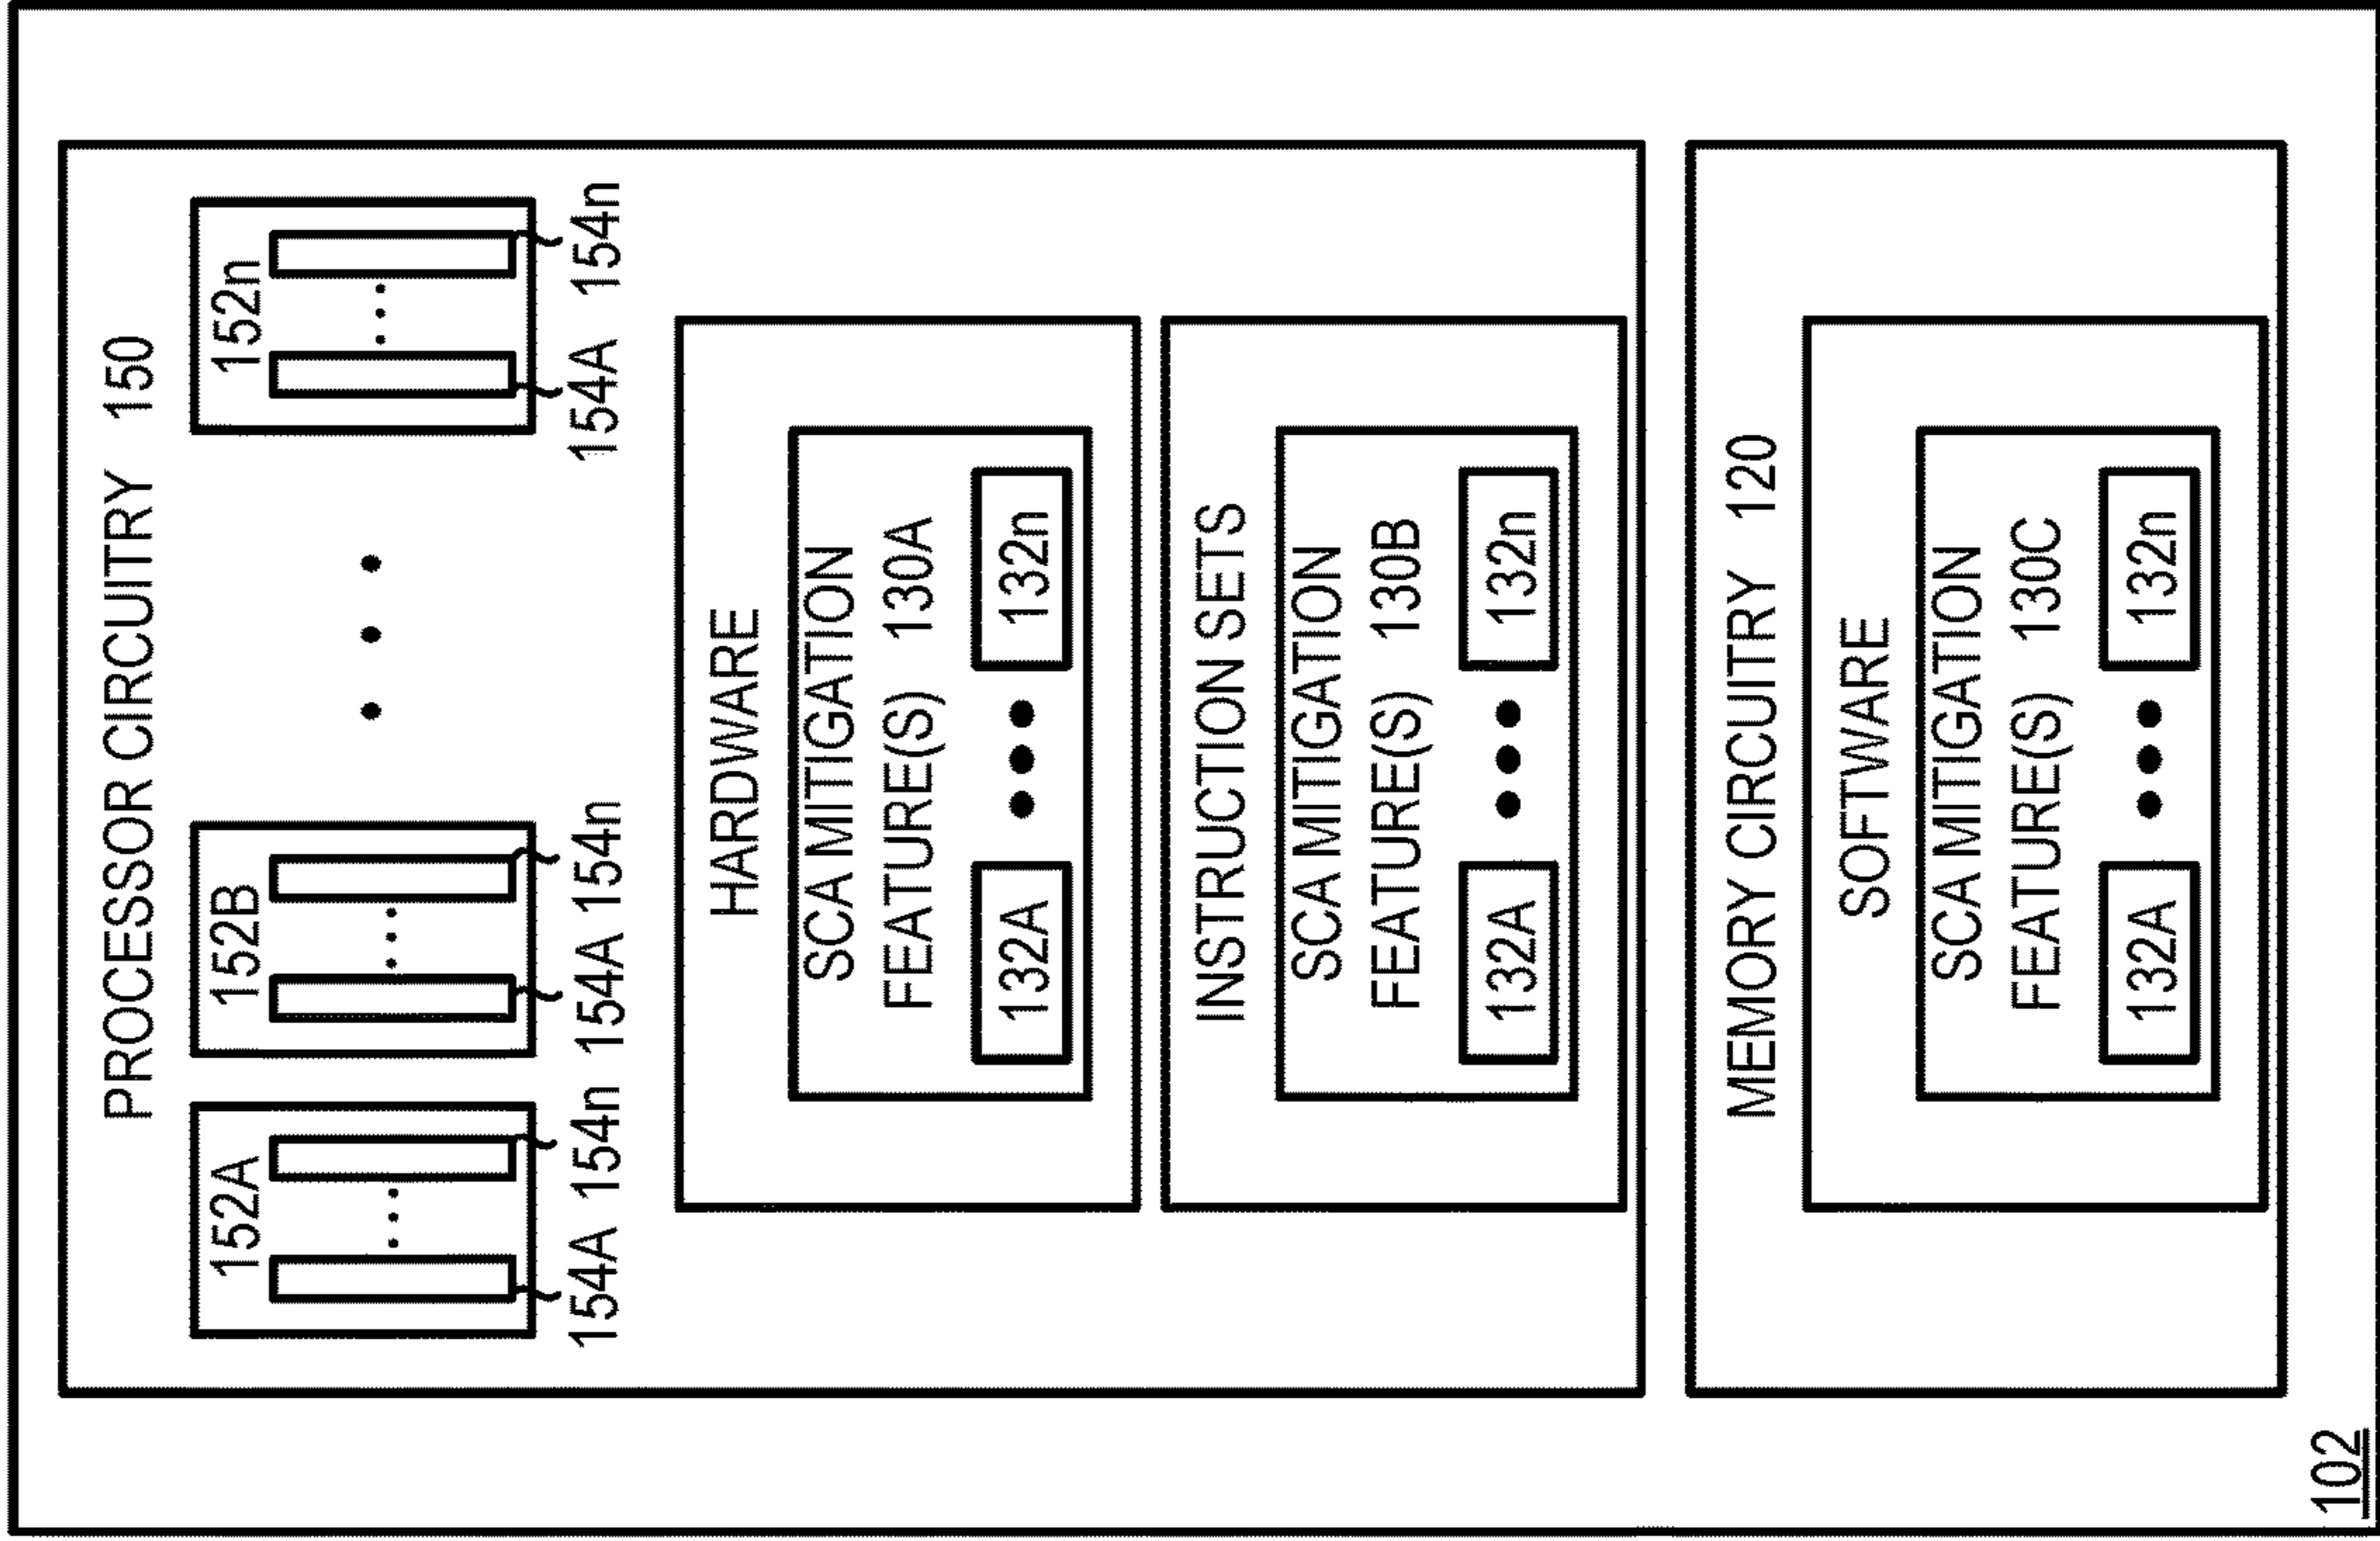 PROCESSOR CIRCUITRY 150
152A 152B 152n
154A 154n 154A 154n 154A 154n
HARDWARE
SCA MITIGATION
FEATURE(S) 130A
132A 132n
INSTRUCTION SETS
SCA MITIGATION
FEATURE(S) 130B
132A 132n
MEMORY CIRCUITRY 120
SOFTWARE
SCA MITIGATION
FEATURE(S) 130C
132A 132n
102